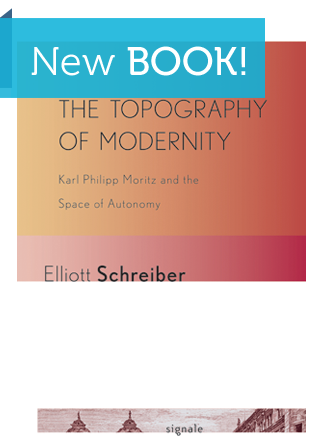 New BOOK!
THE TOPOGRAPHY
OF MODERNITY
Karl Philipp Moritz and the
Space of Autonomy
Elliott Schreiber
signale